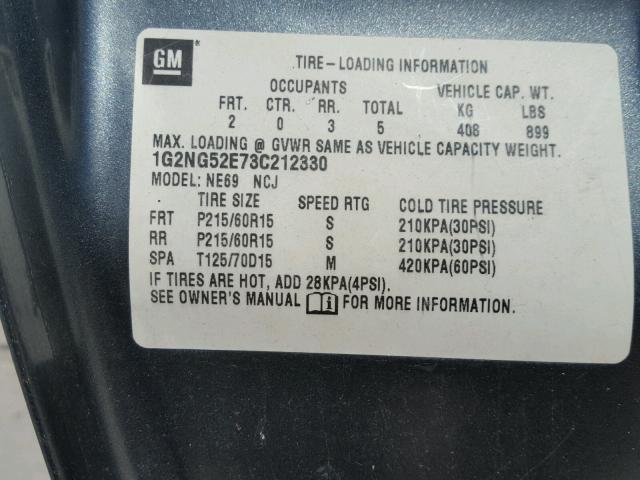 GM ®
TIRE-LOADING INFORMATION
OCCUPANTS VEHICLE CAP. WT.
FRT. CTR. RR. TOTAL KG LBS
2 0 3 5 408 899
MAX. LOADING @ GVWR SAME AS VEHICLE CAPACITY WEIGHT.
1G2NG52E73C212330
MODEL: NE69 NCJ
TIRE SIZE SPEED RTG COLD TIRE PRESSURE
FRT P215/60R15 S 210KPA(30PSI)
RR P215/60R15 S 210KPA(30PSI)
SPA T125/70D15 M 420KPA(60PSI)
IF TIRES ARE HOT, ADD 28KPA(4PSI).
SEE OWNER'S MANUAL i FOR MORE INFORMATION.